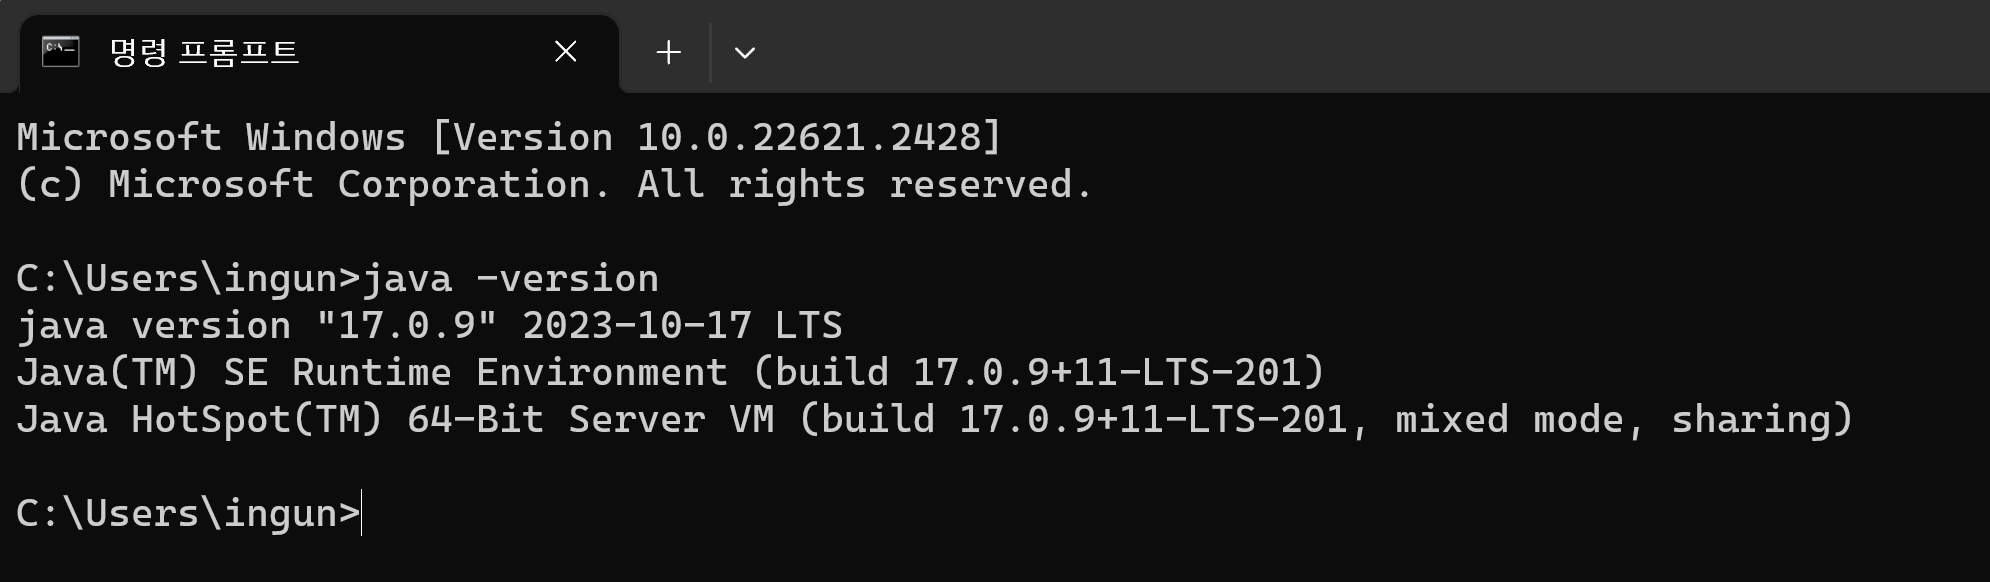 명령 프롬프트
Microsoft Windows [Version 10.0.22621.2428]
(c) Microsoft Corporation. All rights reserved.
C:\Users\ingun>java -version
java version "17.0.9" 2023-10-17 LTS
Java(TM) SE Runtime Environment (build 17.0.9+11-LTS-201)
Java HotSpot(TM) 64-Bit Server VM (build 17.0.9+11-LTS-201, mixed mode, sharing)
C:\Users\ingun>